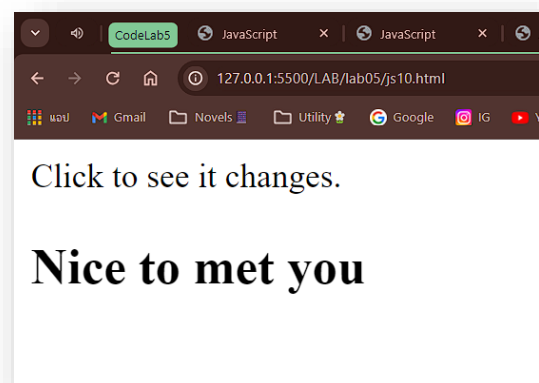 CodeLab5 JavaScript JavaScript
127.0.0.1:5500/LAB/lab05/js10.html
แอป Gmail Novels Utility Google IG
Click to see it changes.
Nice to met you